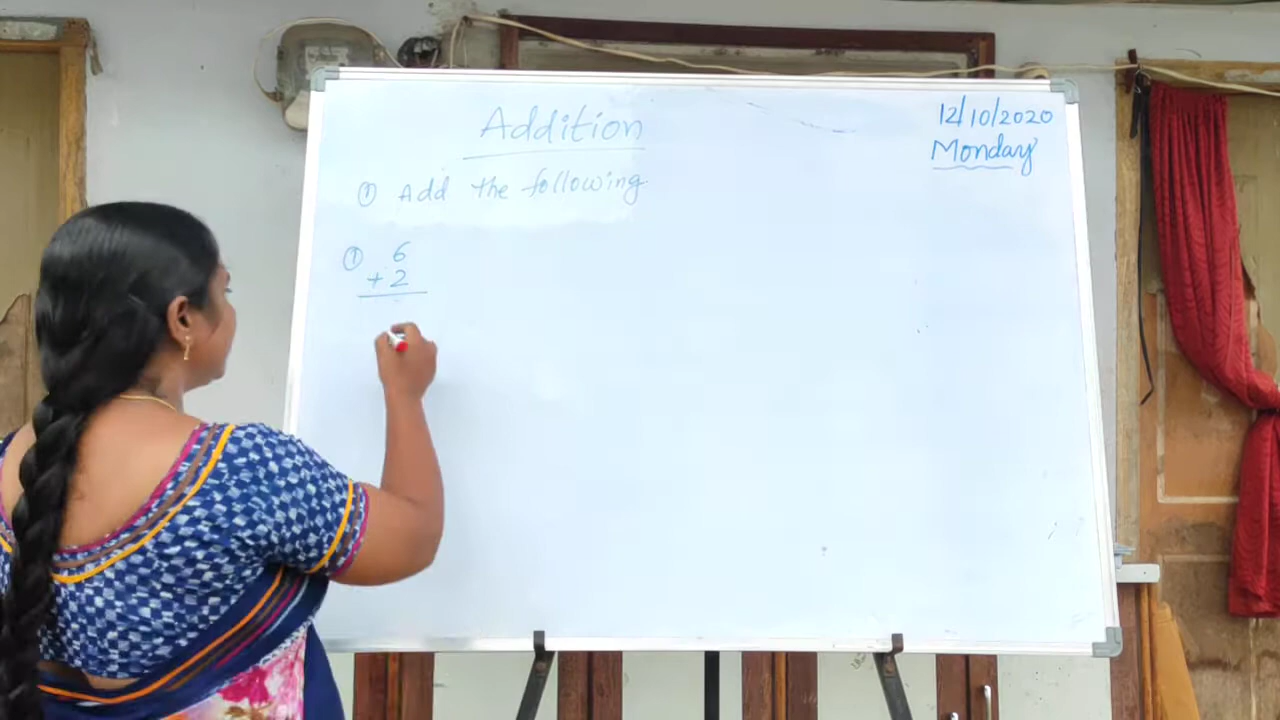 Addition
12/10/2020
Monday
① Add the following
① 6
+ 2